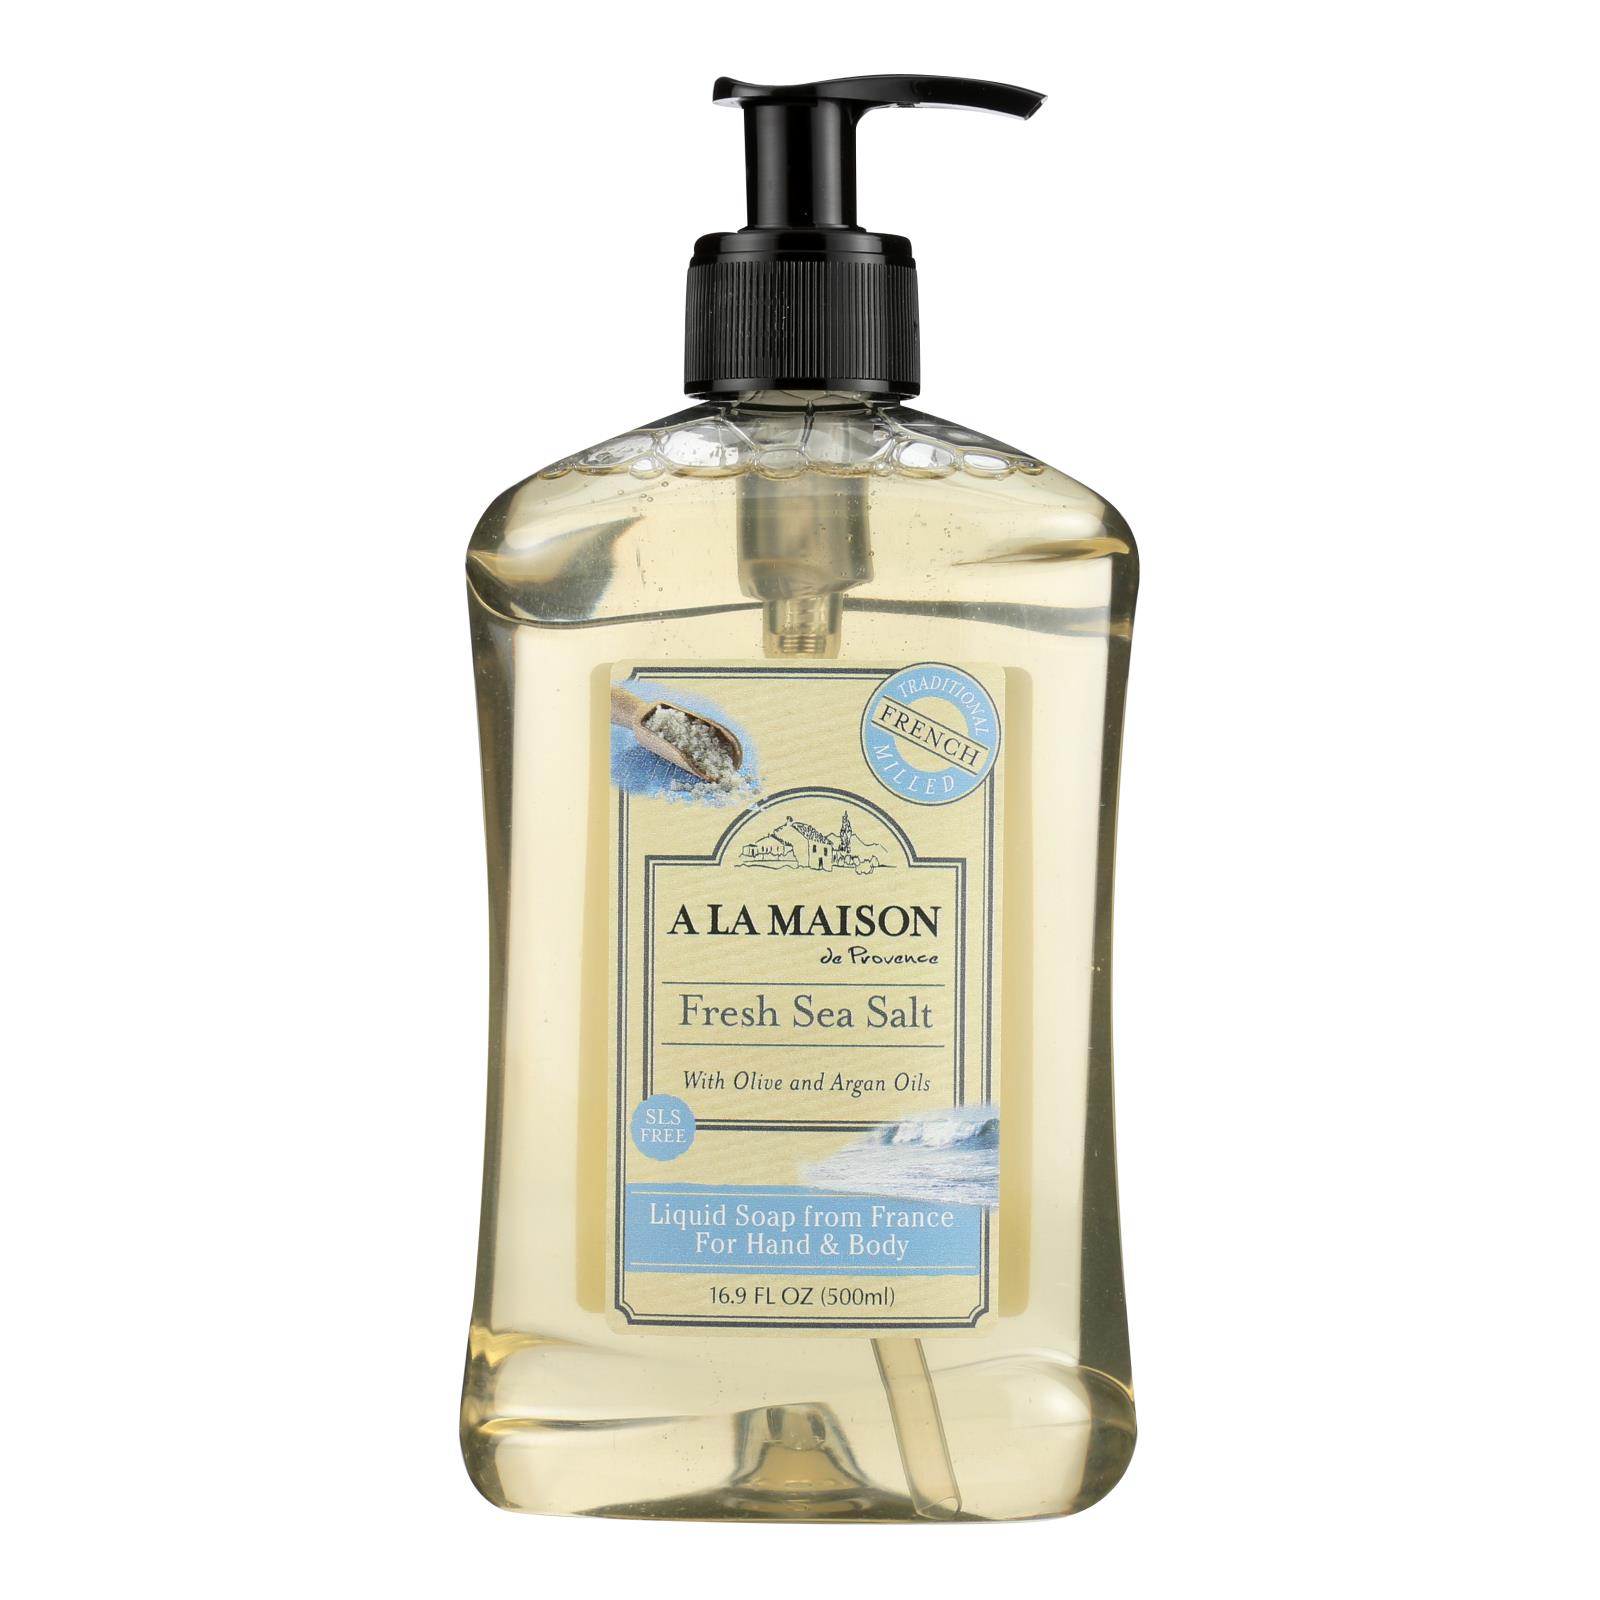 TRADITIONAL
FRENCH
MILLED
A LA MAISON
de Provence
Fresh Sea Salt
With Olive and Argan Oils
SLS
FREE
Liquid Soap from France
For Hand & Body
16.9 FL OZ (500ml)